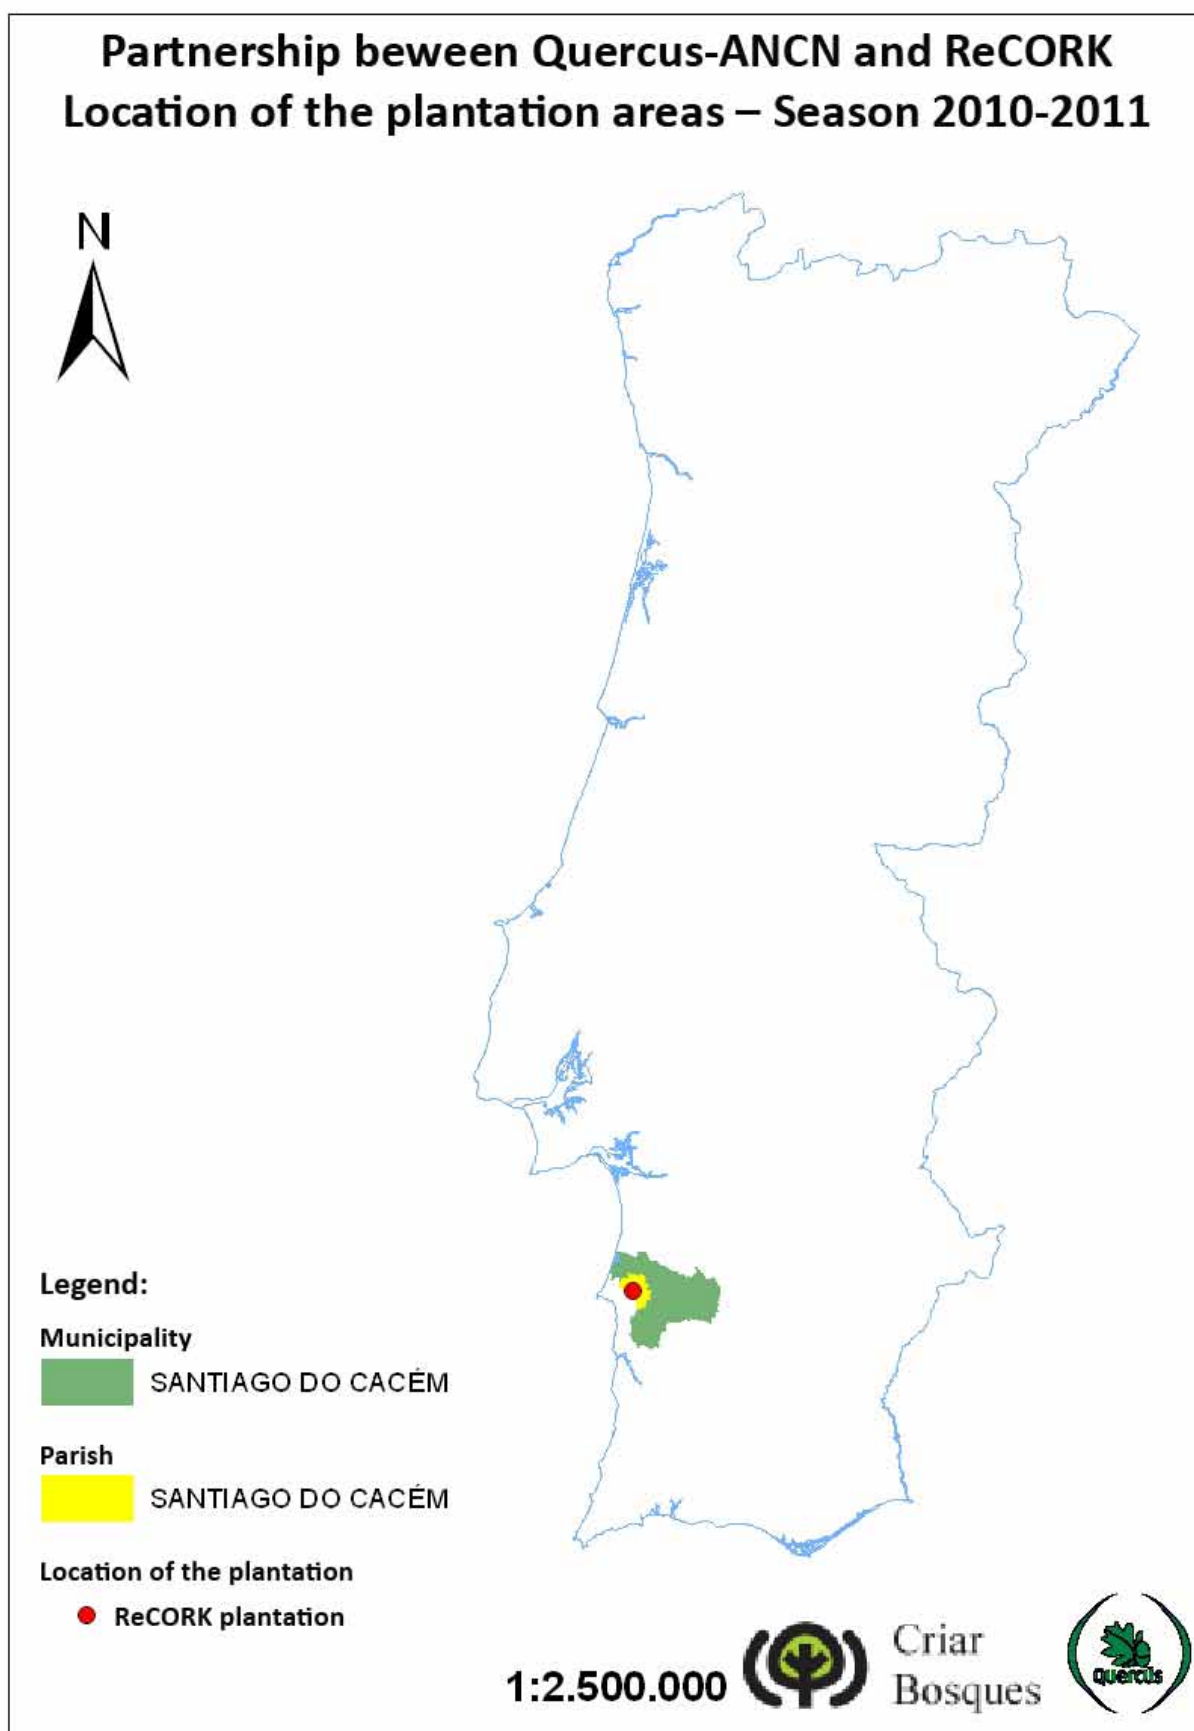 Partnership beween Quercus-ANCN and ReCORK
Location of the plantation areas – Season 2010-2011
N
Legend:
Municipality
SANTIAGO DO CACÉM
Parish
SANTIAGO DO CACÉM
Location of the plantation
ReCORK plantation
1:2.500.000
Criar
Bosques
Quercus